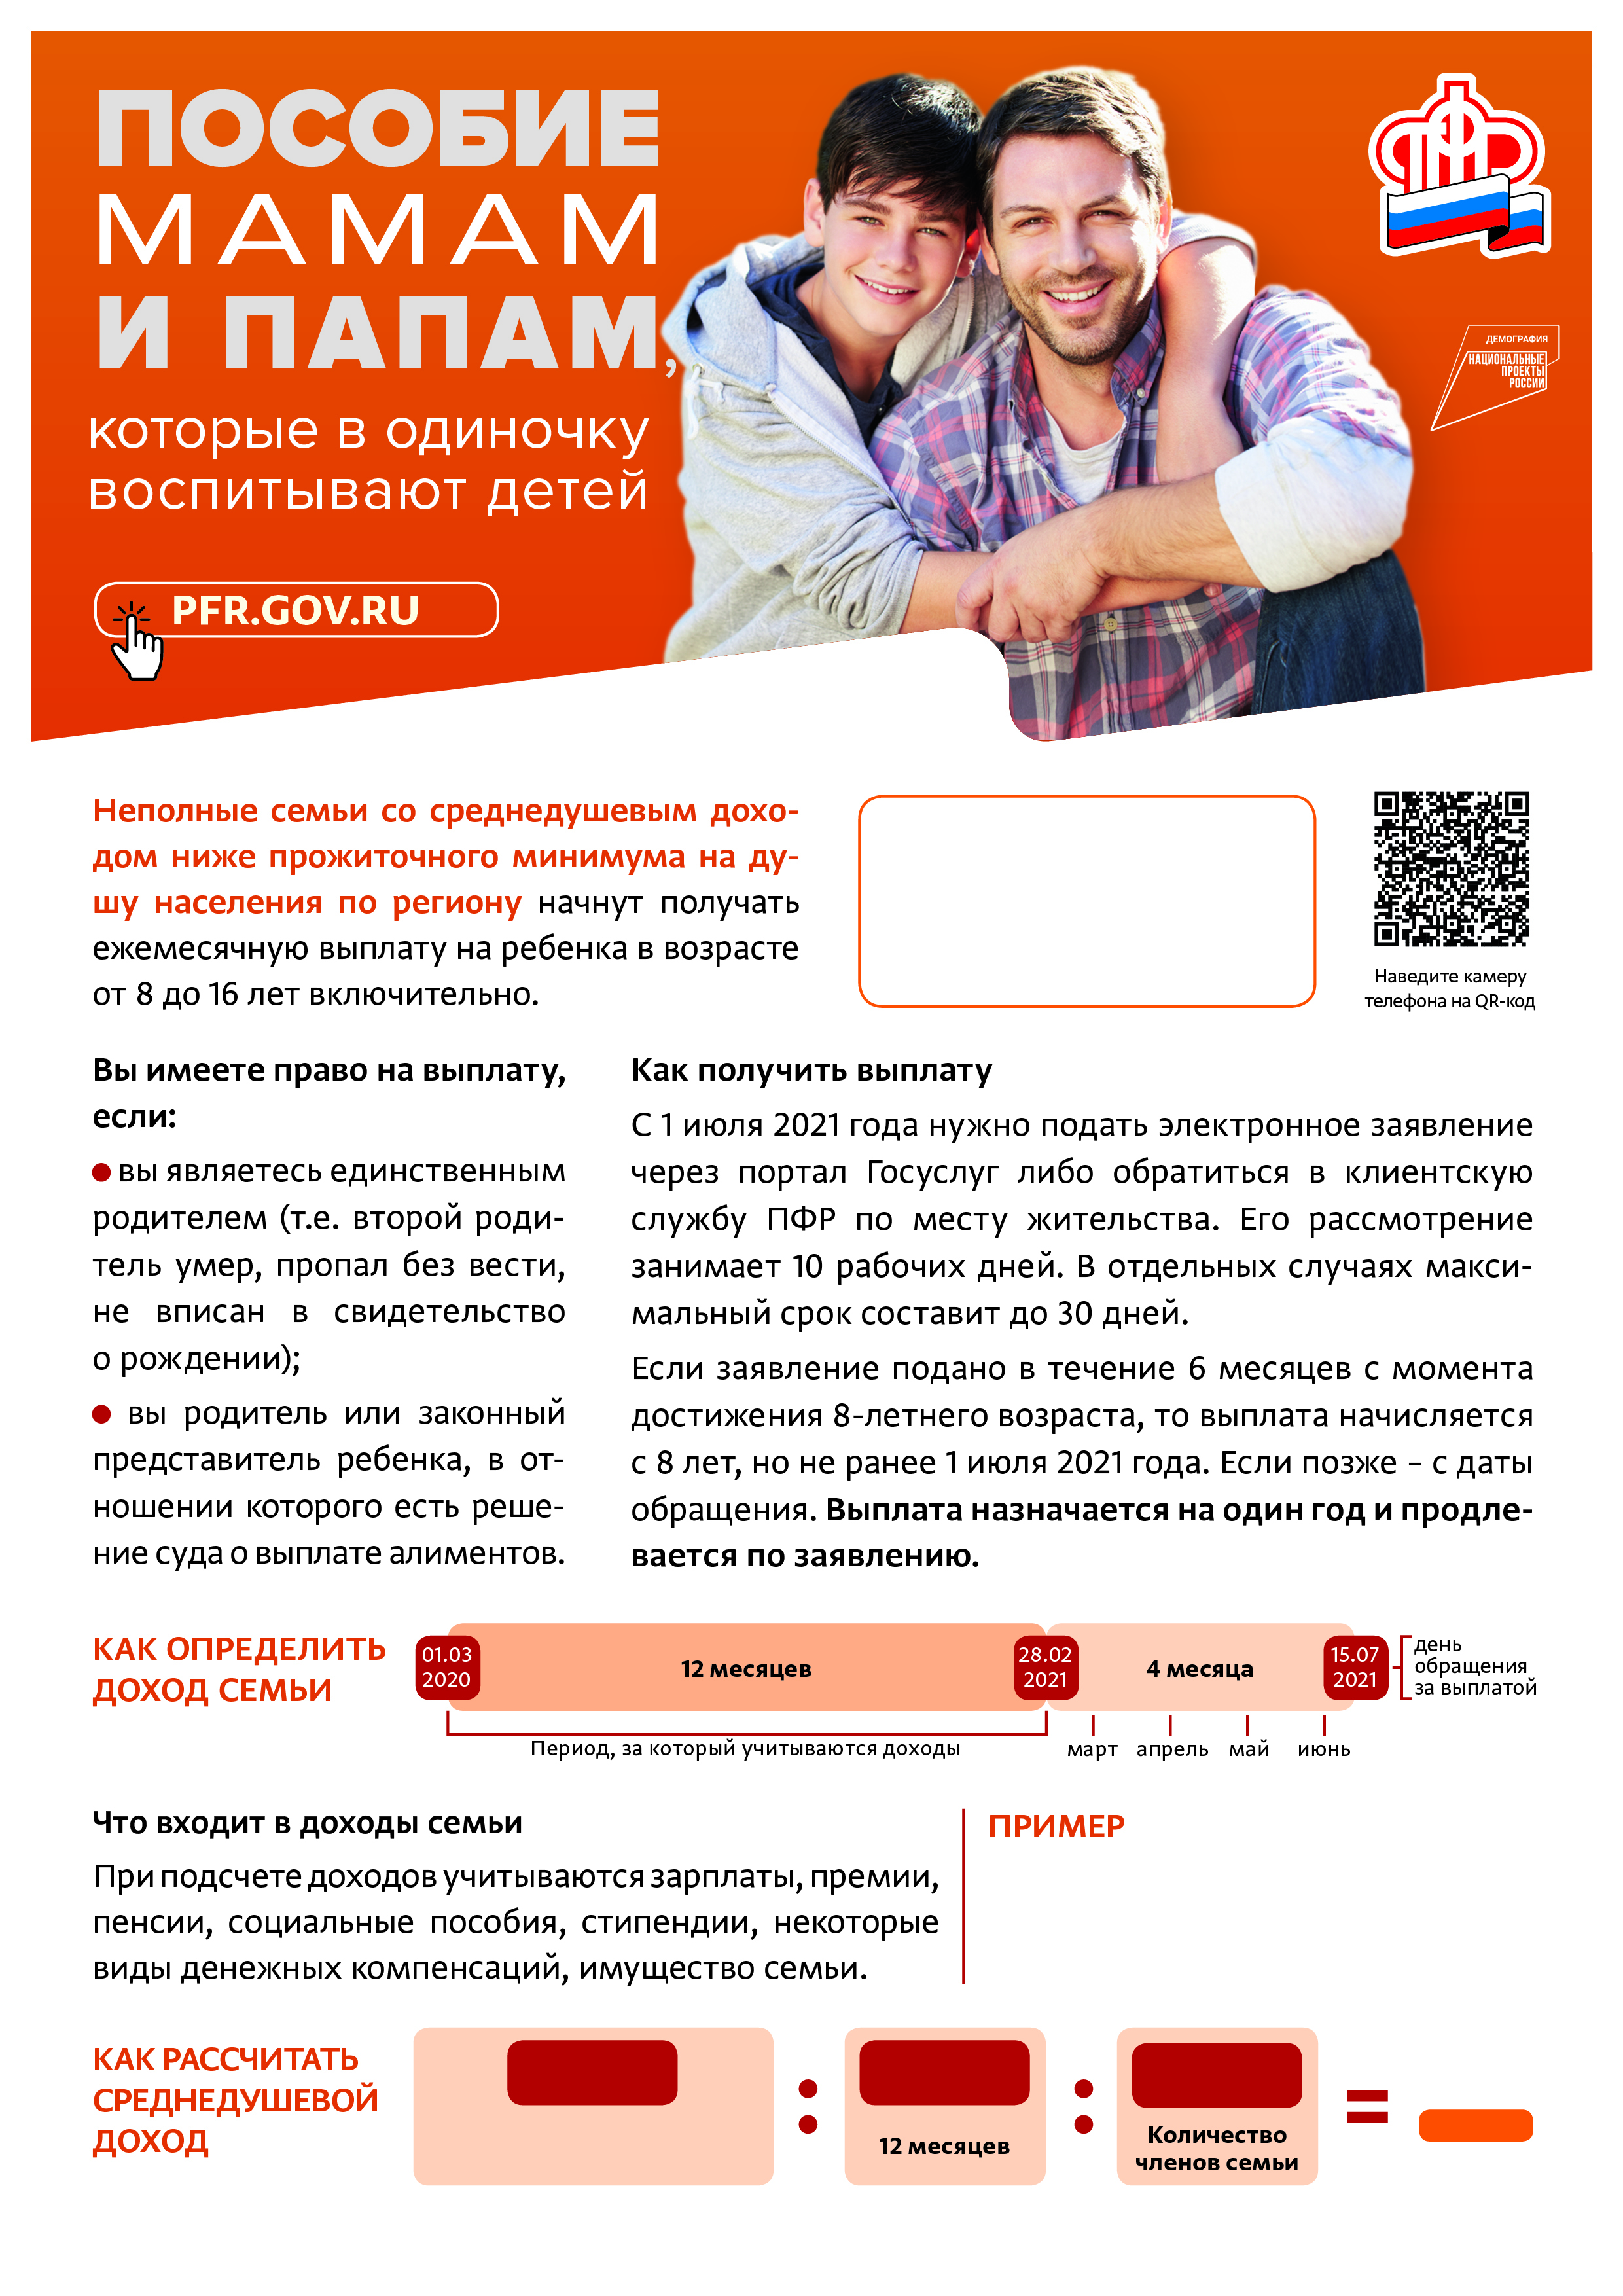 ПОСОБИЕ
МАМАМ
И ПАПАМ,
которые в одиночку
воспитывают детей
PFR.GOV.RU
ПФР
ДЕМОГРАФИЯ
НАЦИОНАЛЬНЫЕ
ПРОЕКТЫ
РОССИИ
Неполные семьи со среднедушевым дохо-
дом ниже прожиточного минимума на ду-
шу населения по региону начнут получать
ежемесячную выплату на ребенка в возрасте
от 8 до 16 лет включительно.
Наведите камеру
телефона на QR-код
Вы имеете право на выплату,
если:
● вы являетесь единственным
родителем (т.е. второй роди-
тель умер, пропал без вести,
не вписан в свидетельство
о рождении);
● вы родитель или законный
представитель ребенка, в от-
ношении которого есть реше-
ние суда о выплате алиментов.
Как получить выплату
С 1 июля 2021 года нужно подать электронное заявление
через портал Госуслуг либо обратиться в клиентскую
службу ПФР по месту жительства. Его рассмотрение
занимает 10 рабочих дней. В отдельных случаях макси-
мальный срок составит до 30 дней.
Если заявление подано в течение 6 месяцев с момента
достижения 8-летнего возраста, то выплата начисляется
с 8 лет, но не ранее 1 июля 2021 года. Если позже – с даты
обращения. Выплата назначается на один год и продле-
вается по заявлению.
КАК ОПРЕДЕЛИТЬ
ДОХОД СЕМЬИ
01.03
2020
12 месяцев
28.02
2021
4 месяца
15.07
2021
день
обращения
за выплатой
Период, за который учитываются доходы
март апрель май июнь
Что входит в доходы семьи
При подсчете доходов учитываются зарплаты, премии,
пенсии, социальные пособия, стипендии, некоторые
виды денежных компенсаций, имущество семьи.
ПРИМЕР
КАК РАССЧИТАТЬ
СРЕДНЕДУШЕВОЙ
ДОХОД
:
12 месяцев
:
Количество
членов семьи
=